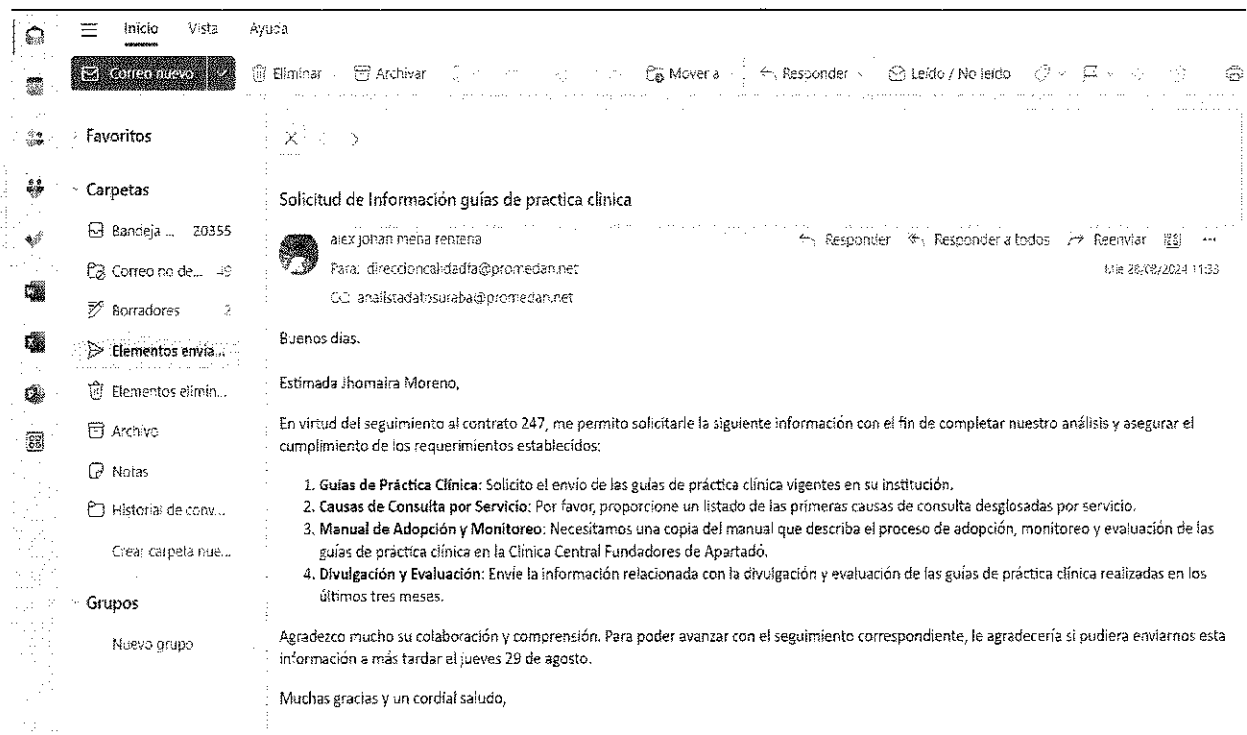 Inicio Vista Ayuda
Correo nuevo Eliminar Archivar Mover a Responder Leído / No leído
Favoritos
Carpetas
Bandeja ... 20355
Correo no de... 49
Borradores 2
Elementos envia...
Elementos elimin...
Archivo
Notas
Historial de conv...
Crear carpeta nue...
Grupos
Nuevo grupo
Solicitud de Información guías de practica clinica
alex johan mena renteria
Responder Responder a todos Reenviar
Para: direccioncalidadfa@promedan.net
Mié 28/08/2024 11:33
CC: analistadatosuraba@promedan.net
Buenos dias.
Estimada Jhomaira Moreno,
En virtud del seguimiento al contrato 247, me permito solicitarle la siguiente información con el fin de completar nuestro análisis y asegurar el
cumplimiento de los requerimientos establecidos:
1. Guías de Práctica Clínica: Solicito el envío de las guías de práctica clínica vigentes en su institución.
2. Causas de Consulta por Servicio: Por favor, proporcione un listado de las primeras causas de consulta desglosadas por servicio.
3. Manual de Adopción y Monitoreo: Necesitamos una copia del manual que describa el proceso de adopción, monitoreo y evaluación de las
guías de práctica clínica en la Clínica Central Fundadores de Apartadó.
4. Divulgación y Evaluación: Envíe la información relacionada con la divulgación y evaluación de las guías de práctica clínica realizadas en los
últimos tres meses.
Agradezco mucho su colaboración y comprensión. Para poder avanzar con el seguimiento correspondiente, le agradecería si pudiera enviarnos esta
información a más tardar el jueves 29 de agosto.
Muchas gracias y un cordial saludo,